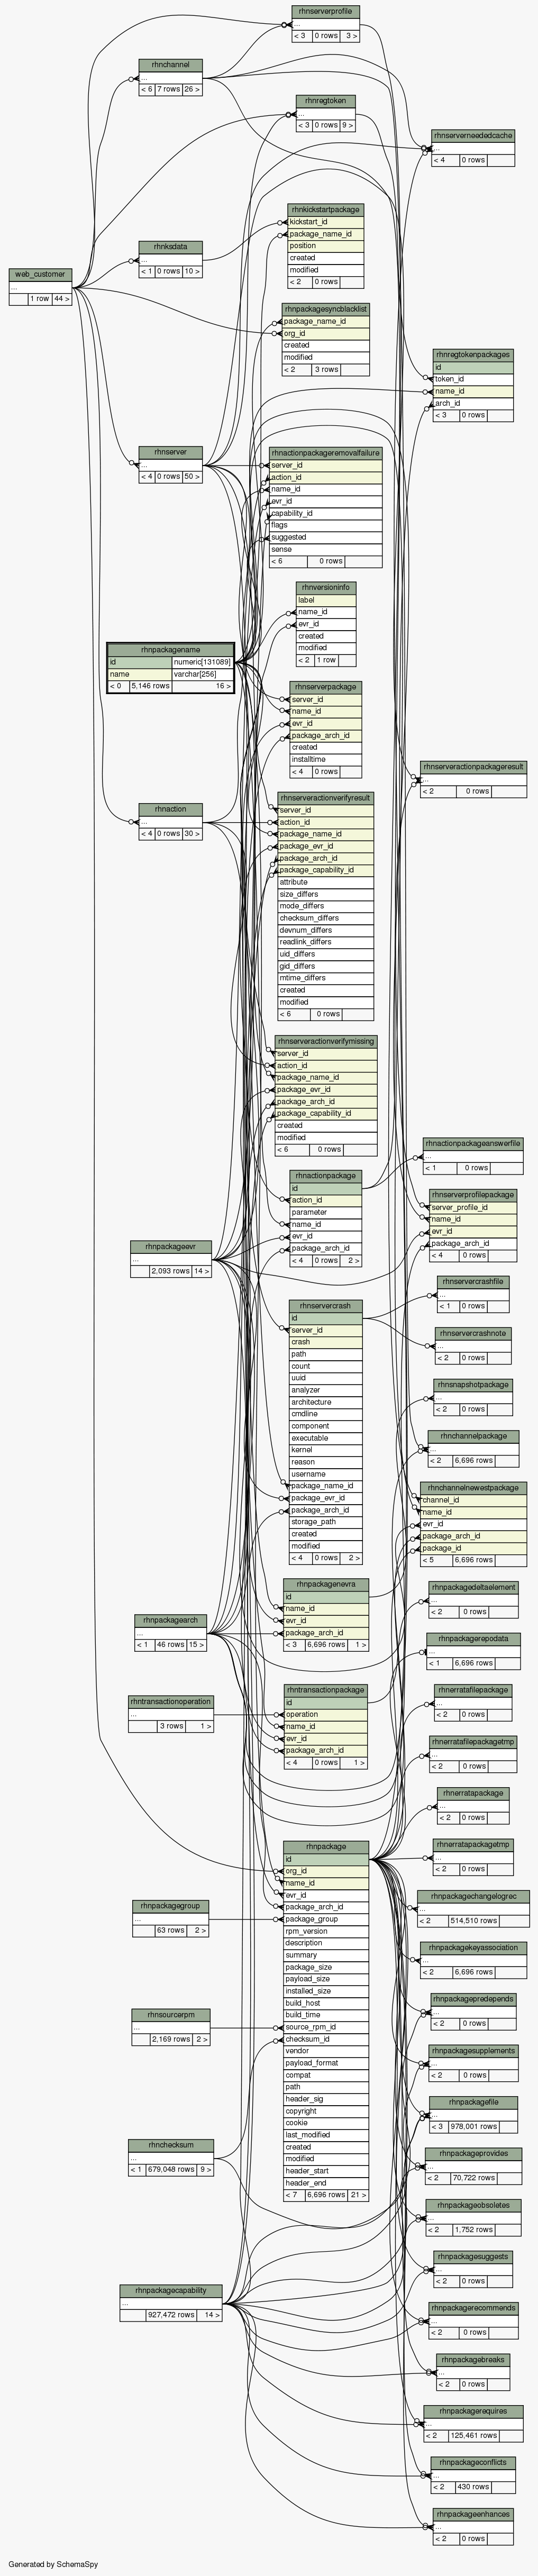 rhnserverprofile
...
< 3 0 rows 3 >
rhnchannel
...
< 6 7 rows 26 >
rhnregtoken
...
< 3 0 rows 9 >
rhnserverneededcache
...
< 4 0 rows
rhnkickstartpackage
kickstart_id
package_name_id
position
created
modified
< 2 0 rows
rhnksdata
...
< 1 0 rows 10 >
web_customer
...
1 row 44 >
rhnpackagesyncblacklist
package_name_id
org_id
created
modified
< 2 3 rows
rhnregtokenpackages
id
token_id
name_id
arch_id
< 3 0 rows
rhnserver
...
< 4 0 rows 50 >
rhnactionpackageremovalfailure
server_id
action_id
name_id
evr_id
capability_id
flags
suggested
sense
< 6 0 rows
rhnversioninfo
label
name_id
evr_id
created
modified
< 2 1 row
rhnpackagename
id numeric[131089]
name varchar[256]
< 0 5,146 rows 16 >
rhnserverpackage
server_id
name_id
evr_id
package_arch_id
created
installtime
< 4 0 rows
rhnserveractionpackageresult
...
< 2 0 rows
rhnaction
...
< 4 0 rows 30 >
rhnserveractionverifyresult
server_id
action_id
package_name_id
package_evr_id
package_arch_id
package_capability_id
attribute
size_differs
mode_differs
checksum_differs
devnum_differs
readlink_differs
uid_differs
gid_differs
mtime_differs
created
modified
< 6 0 rows
rhnserveractionverifymissing
server_id
action_id
package_name_id
package_evr_id
package_arch_id
package_capability_id
created
modified
< 6 0 rows
rhnactionpackageanswerfile
...
< 1 0 rows
rhnactionpackage
id
action_id
parameter
name_id
evr_id
package_arch_id
< 4 0 rows 2 >
rhnserverprofilepackage
server_profile_id
name_id
evr_id
package_arch_id
< 4 0 rows
rhnpackageevr
...
2,093 rows 14 >
rhnservercrashfile
...
< 1 0 rows
rhnservercrash
id
server_id
crash
path
count
uuid
analyzer
architecture
cmdline
component
executable
kernel
reason
username
package_name_id
package_evr_id
package_arch_id
storage_path
created
modified
< 4 0 rows 2 >
rhnservercrashnote
...
< 2 0 rows
rhnsnapshotpackage
...
< 2 0 rows
rhnchannelpackage
...
< 2 6,696 rows
rhnchannelnewestpackage
channel_id
name_id
evr_id
package_arch_id
package_id
< 5 6,696 rows
rhnpackagenevra
id
name_id
evr_id
package_arch_id
< 3 6,696 rows 1 >
rhnpackagearch
...
< 1 46 rows 15 >
rhnpackagedeltaelement
...
< 2 0 rows
rhnpackagerepodata
...
< 1 6,696 rows
rhntransactionoperation
...
3 rows 1 >
rhntransactionpackage
id
operation
name_id
evr_id
package_arch_id
< 4 0 rows 1 >
rhnerratafilepackage
...
< 2 0 rows
rhnerratafilepackagetmp
...
< 2 0 rows
rhnerratapackage
...
< 2 0 rows
rhnerratapackagetmp
...
< 2 0 rows
rhnpackage
id
org_id
name_id
evr_id
package_arch_id
package_group
rpm_version
description
summary
package_size
payload_size
installed_size
build_host
build_time
source_rpm_id
checksum_id
vendor
payload_format
compat
path
header_sig
copyright
cookie
last_modified
created
modified
header_start
header_end
< 7 6,696 rows 21 >
rhnpackagegroup
...
63 rows 2 >
rhnsourcerpm
...
2,169 rows 2 >
rhnchecksum
...
< 1 679,048 rows 9 >
rhnpackagecapability
...
927,472 rows 14 >
rhnpackagechangelogrec
...
< 2 514,510 rows
rhnpackagekeyassociation
...
< 2 6,696 rows
rhnpackagepredepends
...
< 2 0 rows
rhnpackagesupplements
...
< 2 0 rows
rhnpackagefile
...
< 3 978,001 rows
rhnpackageprovides
...
< 2 70,722 rows
rhnpackageobsoletes
...
< 2 1,752 rows
rhnpackagesuggests
...
< 2 0 rows
rhnpackagerecommends
...
< 2 0 rows
rhnpackagebreaks
...
< 2 0 rows
rhnpackagerequires
...
< 2 125,461 rows
rhnpackageconflicts
...
< 2 430 rows
rhnpackageenhances
...
< 2 0 rows
Generated by SchemaSpy